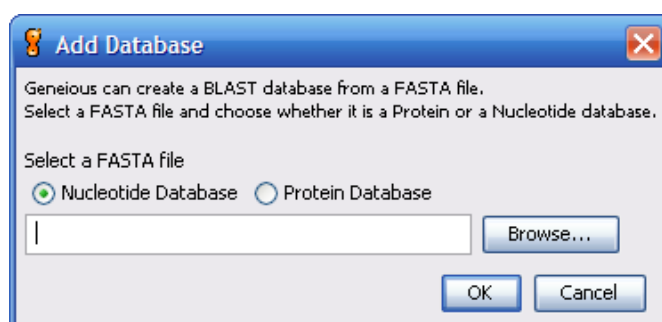 Add Database
Geneious can create a BLAST database from a FASTA file.
Select a FASTA file and choose whether it is a Protein or a Nucleotide database.
Select a FASTA file
Nucleotide Database Protein Database
Browse...
OK Cancel